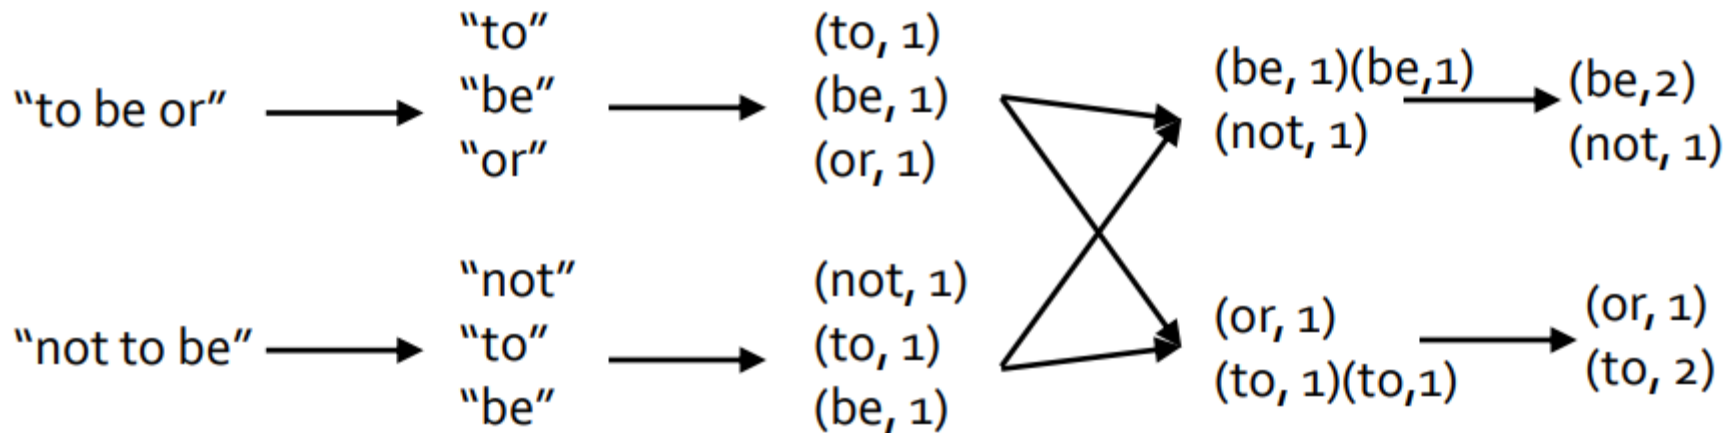 “to be or”
“to”
“be”
“or”
(to, 1)
(be, 1)
(or, 1)
(be, 1)(be,1)
(not, 1)
(be,2)
(not, 1)
“not to be”
“not”
“to”
“be”
(not, 1)
(to, 1)
(be, 1)
(or, 1)
(to, 1)(to,1)
(or, 1)
(to, 2)